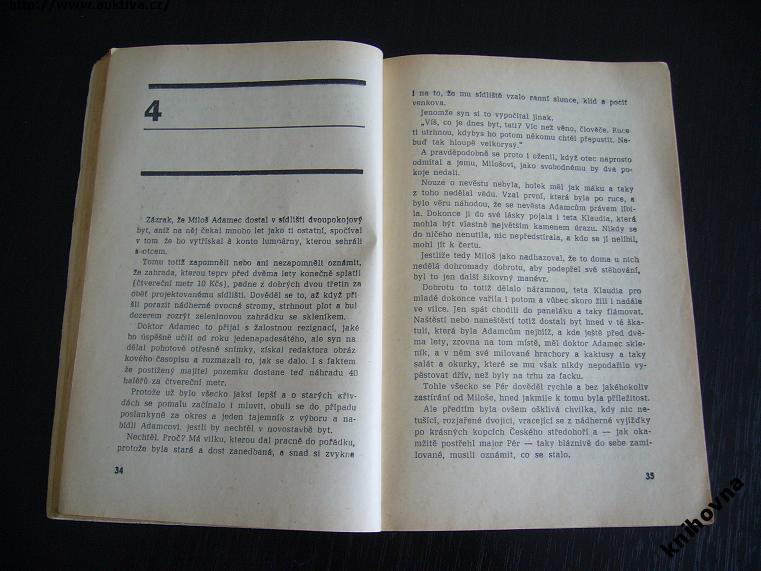 http://www.aukliva.cz/
4
Zázrak, že Miloš Adamec dostal v sídlišti dvoupokojový
byt, aniž na něj čekal mnoho let jako ti ostatní, spočíval
v tom že ho vytřískal à konto lumpárny, kterou sehráli
s otcem.
Tomu totiž zapomněli nebo ani nezapomněli oznámit,
že zahrada, kterou teprv před dvěma lety konečně splatil
(čtvereční metr 10 Kčs), padne z dobrých dvou třetin za
oběť projektovanému sídlišti. Dověděl se to, až když při-
šli porazit nádherné ovocné stromy, strhnout plot a bul-
dozerem rozrýt zeleninovou zahrádku se skleníkem.
Doktor Adamec to přijal s žalostnou rezignací, jaké
ho úspěšně učili od roku jedenapadesátého, ale syn na-
dělal pohotově otřesné snímky, získal redaktora obráz-
kového časopisu a rozmazali to, jak se dalo. I s faktem
že postižený majitel pozemku dostane teď náhradu 40
haléřů za čtvereční metr.
Protože už bylo všecko jaksi lepší a o starých křiv-
dách se pomalu začínalo i mluvit, obuli se do případu
poslankyně za okres a jeden tajemník z výboru a na-
bídli Adamcovi, jestli by nechtěl v novostavbě byt.
Nechtěl. Proč? Má vilku, kterou dal pracně do pořádku,
protože byla stará a dost zanedbaná, a snad si zvykne
34
i na to, že mu sídliště vzalo ranní slunce, klid a pocit
venkova.
Jenomže syn si to vypočítal jinak.
„Víš, co je dnes byt, tati? Víc než věno, člověče. Ruce
ti utrhnou, kdybys ho potom někomu chtěl přepustit. Ne-
buď tak hloupě velkorysý.“
A pravděpodobně se proto i oženil, když otec naprosto
odmítal a jemu, Milošovi, jako svobodnému by dva po-
koje nedali.
Nouze o nevěstu nebyla, holek měl jak máku a taky
z toho nedělal vědu. Vzal první, která byla po ruce, a
bylo věru náhodou, že se nevěsta Adamcům právem líbi-
la. Dokonce ji do své lásky pojala i teta Klaudia, která
mohla být vlastně největším kamenem úrazu. Nikdy se
do ničeho nenutila, nic nepředstírala, a kdo se jí nelíbil,
mohl jít k čertu.
Jestliže tedy Miloš jako nadhazoval, že to doma u nich
nedělá dohromady dobrotu, aby podepřel své stěhování,
byl to jen další šikovný manévr.
Dobrotu to totiž dělalo náramnou, teta Klaudia pro
mladé dokonce vařila i potom a vůbec skoro žili i nadále
ve vilce. Jen spát chodili do paneláku a taky flámovat.
Naštěstí nebo naneštěstí totiž dostali byt hned v té ška-
tuli, která byla Adamcům nejblíž, a kde ještě před dvě-
ma lety, zrovna na tom místě, měl doktor Adamec skle-
ník, a v něm své milované hrachory a kaktusy a taky
salát a okurky, které se mu však nikdy nepodařilo vy-
pěstovat dřív, než byly na trhu za facku.
Tohle všecko se Pér dověděl rychle a bez jakéhokoliv
zastírání od Miloše, hned jakmile k tomu byla příležitost.
Ale předtím byla ovšem ošklivá chvilka, kdy nic ne-
tušící, rozjařené dvojici, vracející se z nádherné vyjížďky
po krásných kopcích Českého středohoří a — jak oka-
mžitě postřehl major Pér — taky bláznivě do sebe zami-
lované, musili oznámit, co se stalo.
35
knihovna